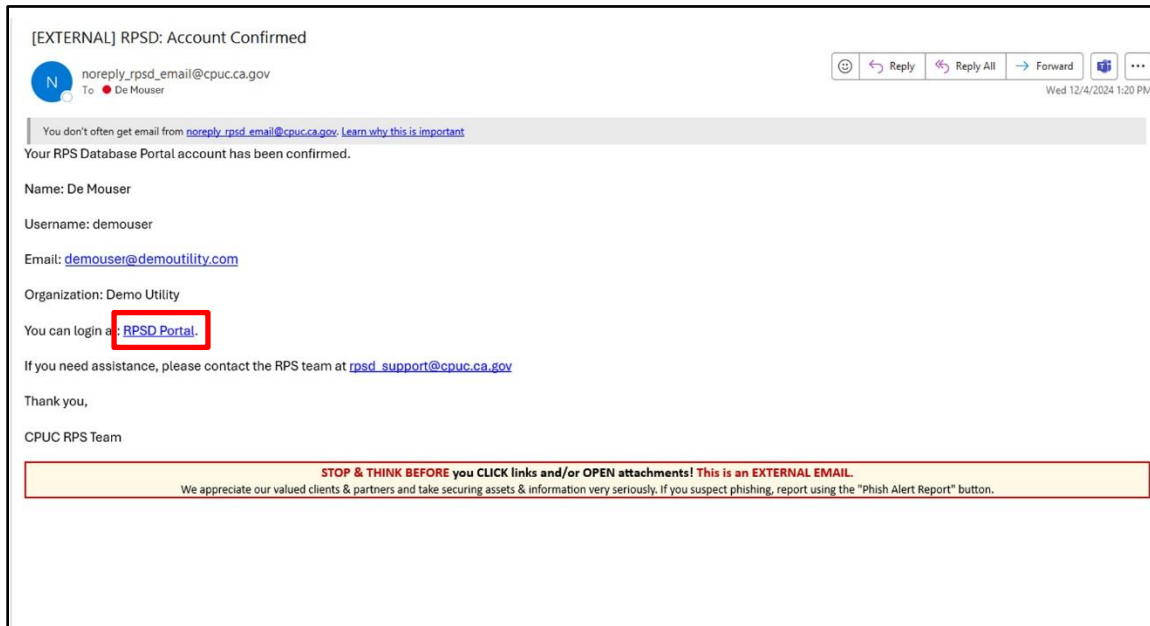 [EXTERNAL] RPSD: Account Confirmed
N
noreply_rpsd_email@cpuc.ca.gov
To De Mouser
Reply
Reply All
Forward
Wed 12/4/2024 1:20 PM
You don't often get email from noreply_rpsd_email@cpuc.ca.gov. Learn why this is important
Your RPS Database Portal account has been confirmed.
Name: De Mouser
Username: demouser
Email: demouser@demoutility.com
Organization: Demo Utility
You can login a: RPSD Portal.
If you need assistance, please contact the RPS team at rpsd_support@cpuc.ca.gov
Thank you,
CPUC RPS Team
STOP & THINK BEFORE you CLICK links and/or OPEN attachments! This is an EXTERNAL EMAIL.
We appreciate our valued clients & partners and take securing assets & information very seriously. If you suspect phishing, report using the "Phish Alert Report" button.